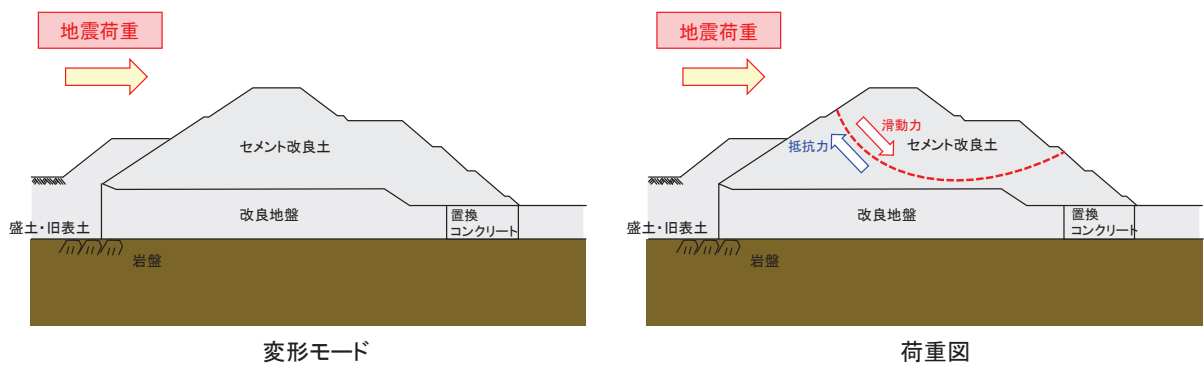 地震荷重
セメント改良土
改良地盤
置換
コンクリート
盛土・旧表土
岩盤
変形モード
地震荷重
滑動力
抵抗力
セメント改良土
改良地盤
置換
コンクリート
盛土・旧表土
岩盤
荷重図